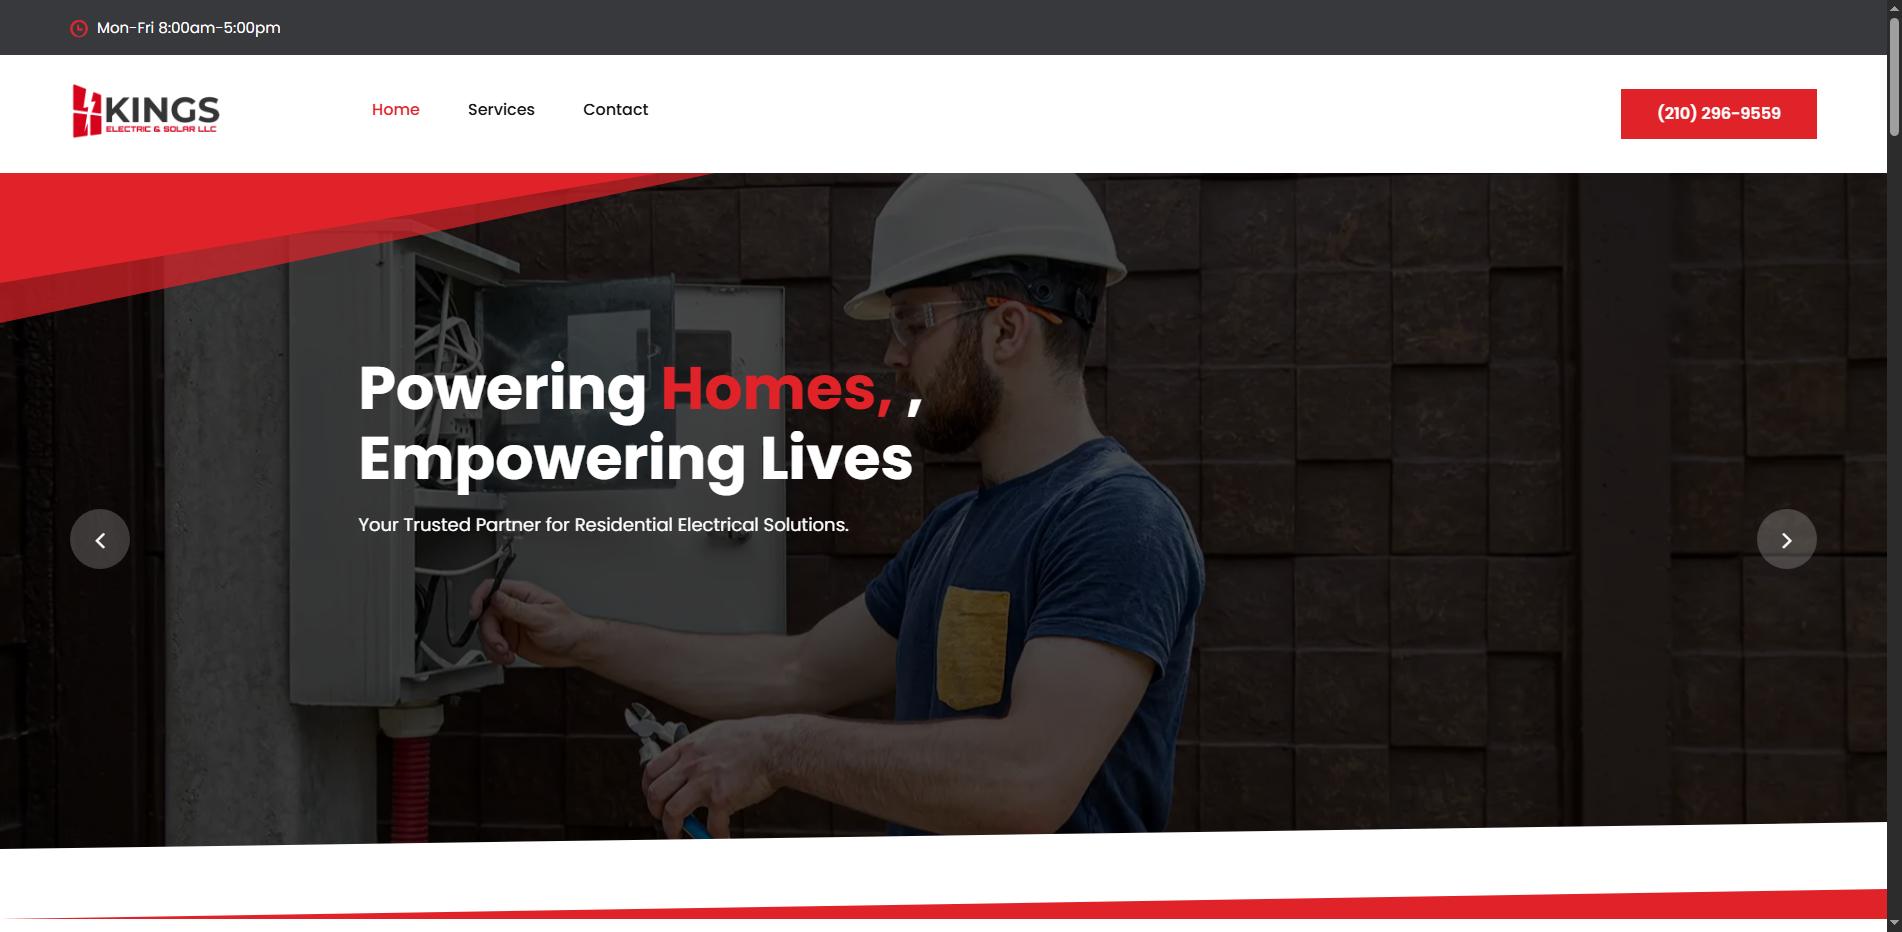 Mon-Fri 8:00am-5:00pm
KINGS
ELECTRIC & SOLAR LLC
Home Services Contact
(210) 296-9559
Powering Homes, ,
Empowering Lives
Your Trusted Partner for Residential Electrical Solutions.